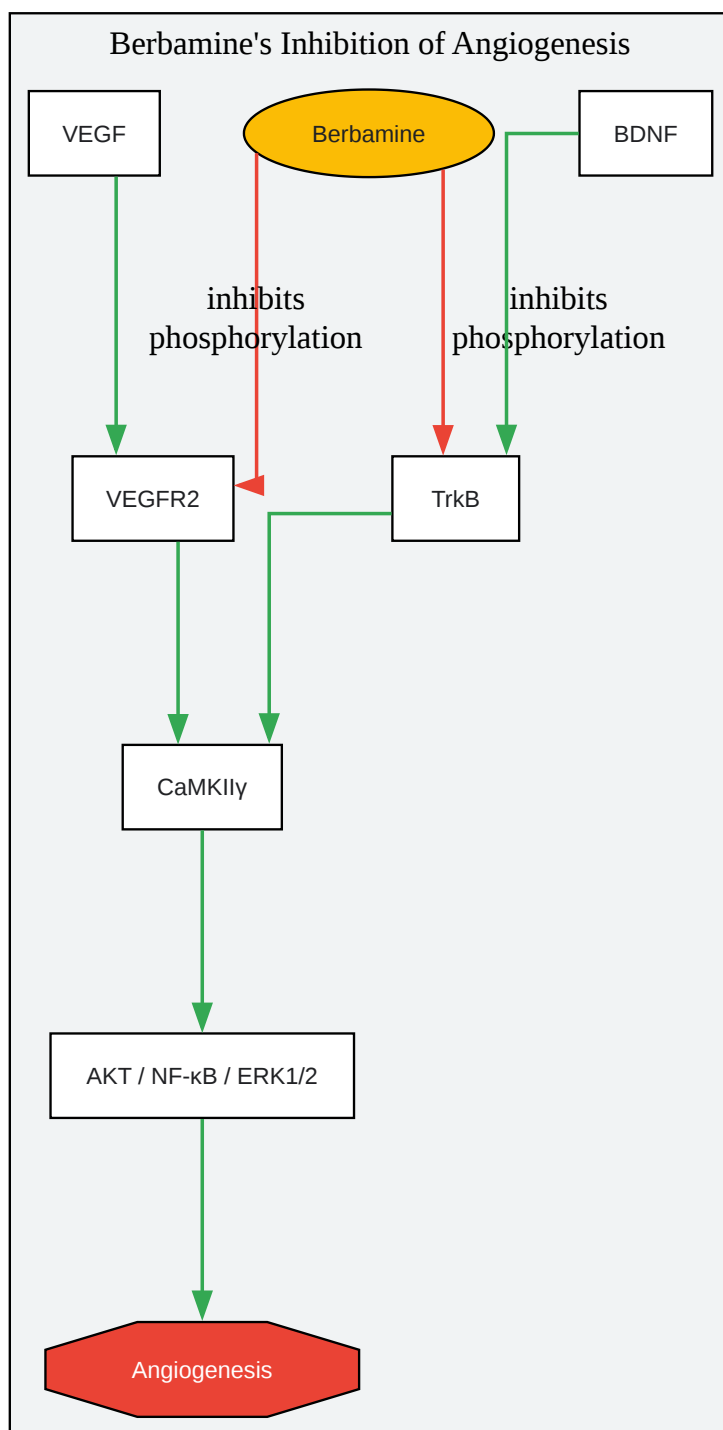 Berbamine's Inhibition of Angiogenesis
VEGF
Berbamine
BDNF
inhibits
phosphorylation
inhibits
phosphorylation
VEGFR2
TrkB
CaMKIIγ
AKT / NF-κB / ERK1/2
Angiogenesis